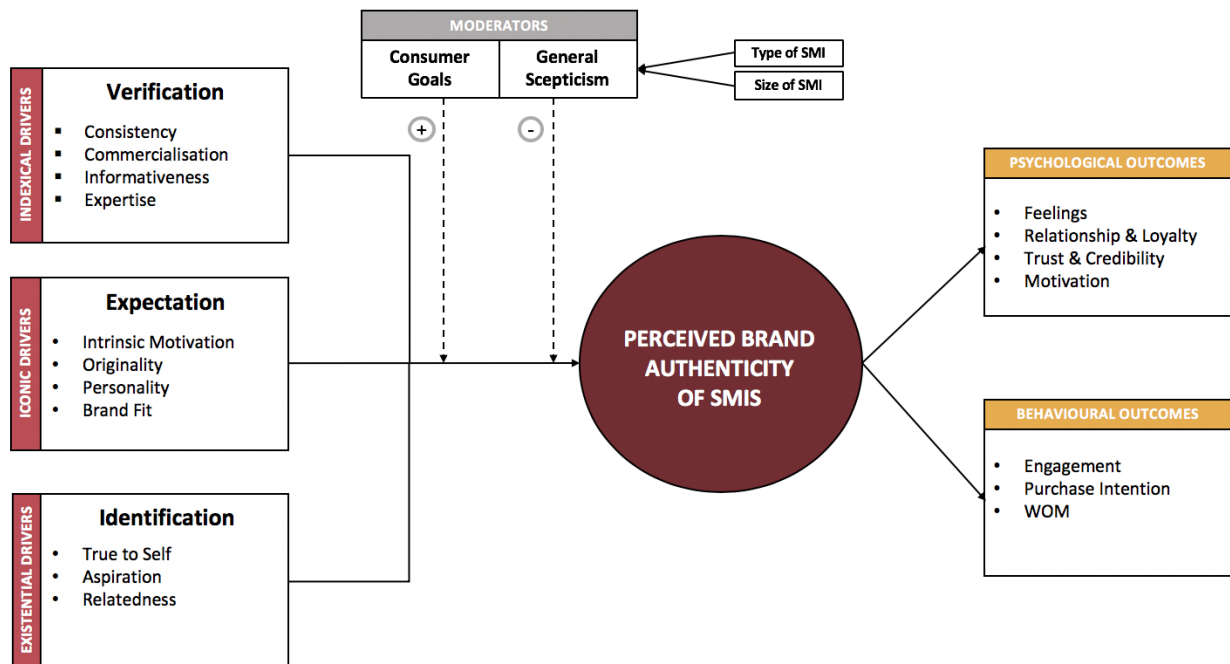 MODERATORS
Consumer
Goals
General
Scepticism
Type of SMI
Size of SMI
+
-
INDEXICAL DRIVERS
Verification
▪ Consistency
▪ Commercialisation
▪ Informativeness
▪ Expertise
ICONIC DRIVERS
Expectation
• Intrinsic Motivation
• Originality
• Personality
• Brand Fit
EXISTENTIAL DRIVERS
Identification
• True to Self
• Aspiration
• Relatedness
PERCEIVED BRAND
AUTHENTICITY
OF SMIS
PSYCHOLOGICAL OUTCOMES
• Feelings
• Relationship & Loyalty
• Trust & Credibility
• Motivation
BEHAVIOURAL OUTCOMES
• Engagement
• Purchase Intention
• WOM